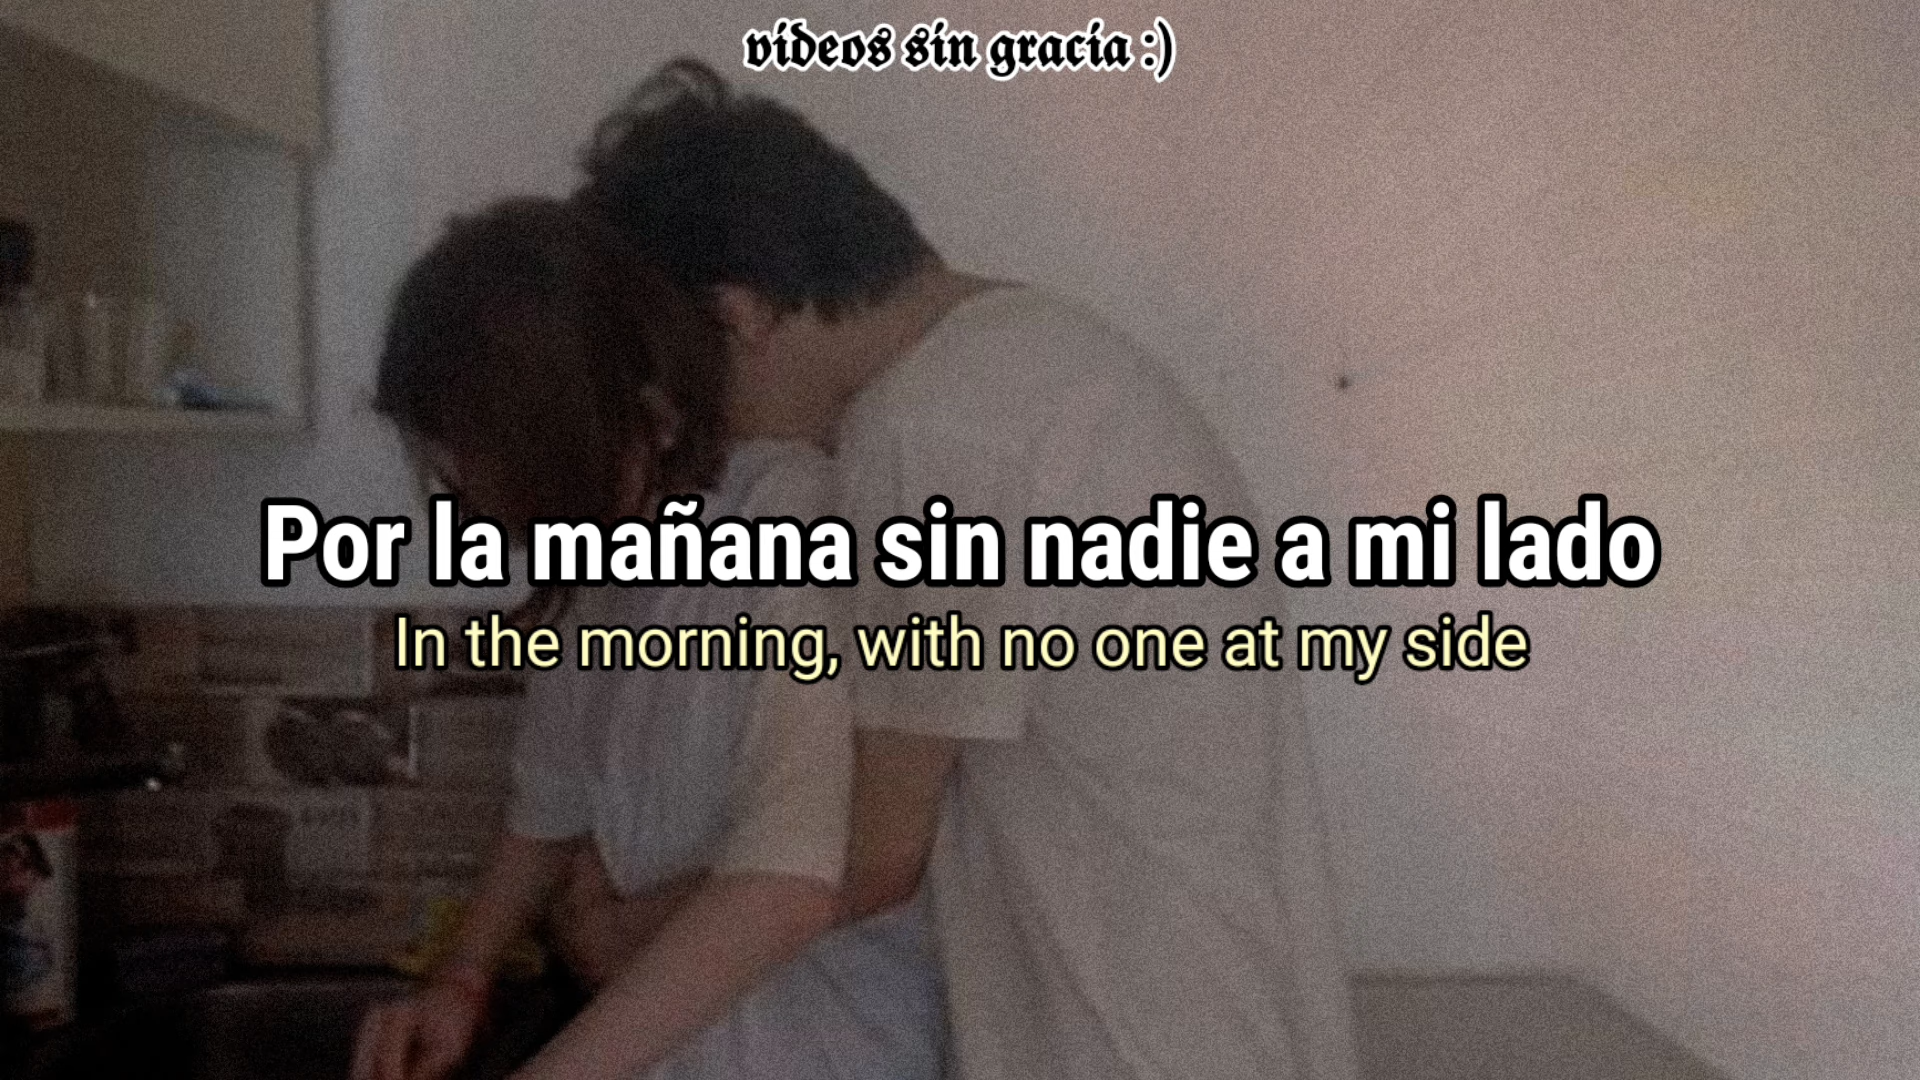 videos sin gracia :)
Por la mañana sin nadie a mi lado
In the morning, with no one at my side